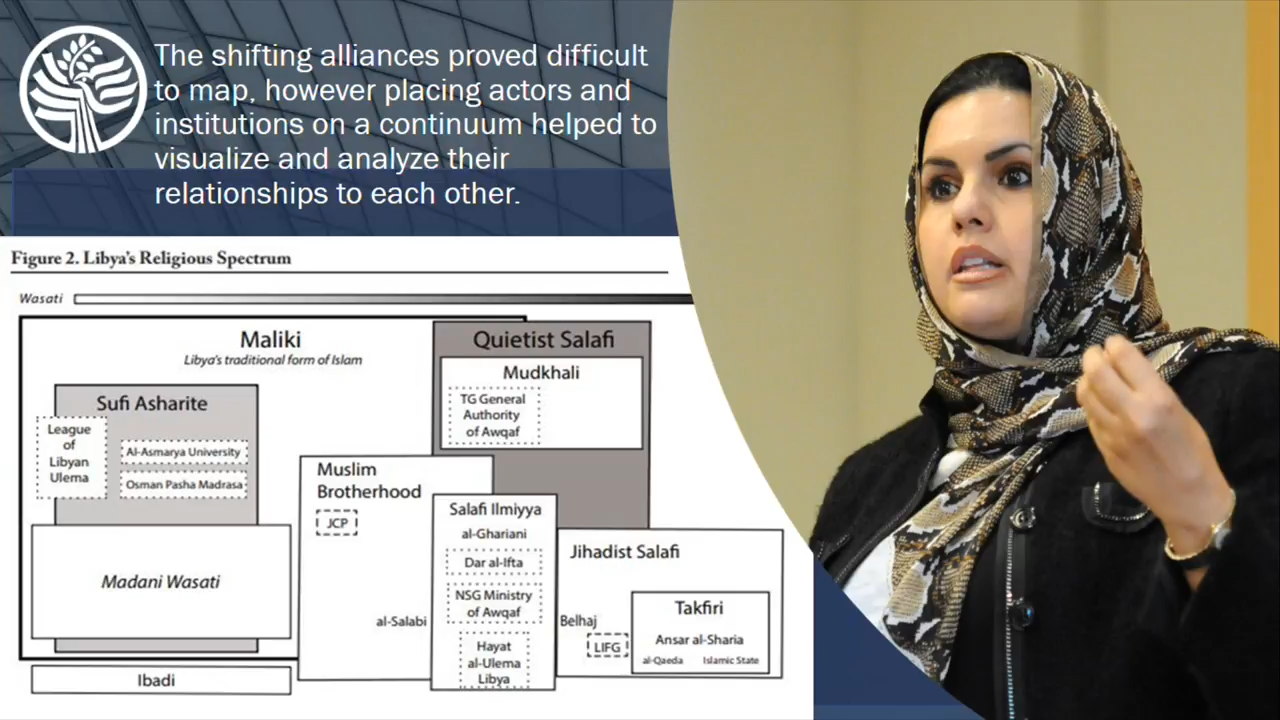 The shifting alliances proved difficult
to map, however placing actors and
institutions on a continuum helped to
visualize and analyze their
relationships to each other.
Figure 2. Libya's Religious Spectrum
Wasati
Maliki
Libya's traditional form of Islam
Sufi Asharite
League
of
Libyan
Ulema
Al-Asmarya University
Osman Pasha Madrasa
Madani Wasati
Ibadi
Quietist Salafi
Mudkhali
TG General
Authority
of Awqaf
Muslim
Brotherhood
JCP
al-Salabi
Salafi Ilmiyya
al-Ghariani
Dar al-Ifta
NSG Ministry
of Awqaf
Hayat
al-Ulema
Libya
Jihadist Salafi
Belhaj
LIFG
Takfiri
Ansar al-Sharia
al-Qaeda Islamic State